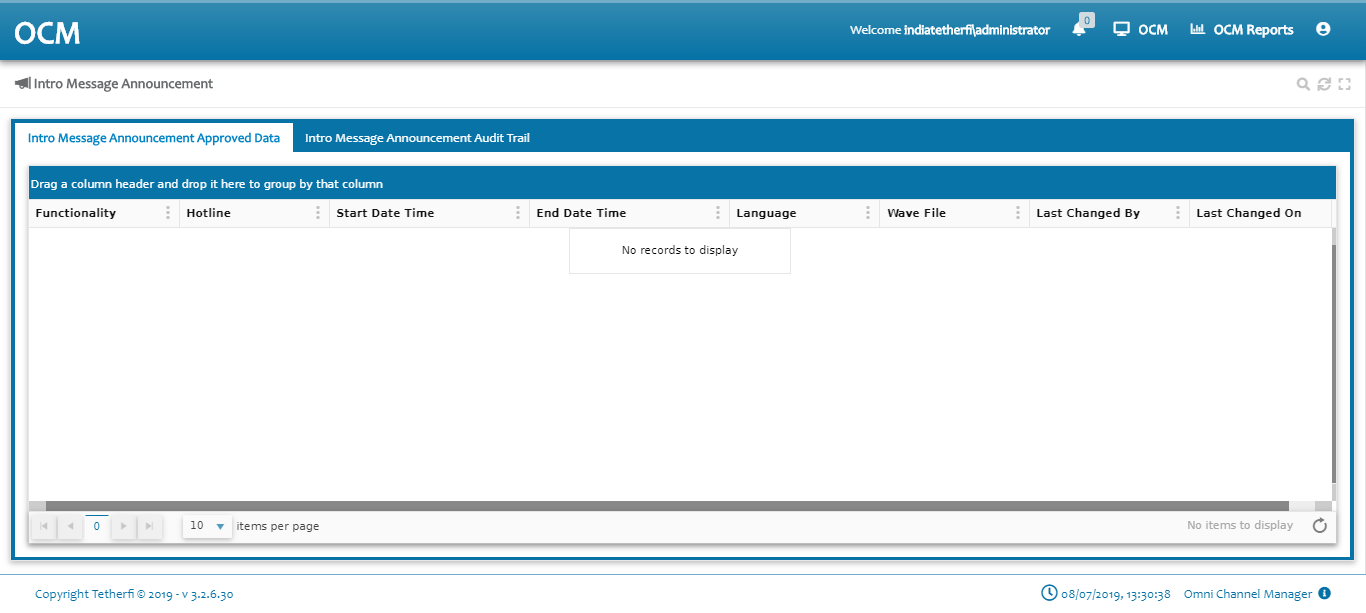 OCM
Welcome indiatetherfi\administrator
0
OCM
OCM Reports
Intro Message Announcement
Intro Message Announcement Approved Data
Intro Message Announcement Audit Trail
Drag a column header and drop it here to group by that column
Functionality Hotline Start Date Time End Date Time Language Wave File Last Changed By Last Changed On
No records to display
0
10
items per page
No items to display
Copyright Tetherfi © 2019 - v 3.2.6.30
08/07/2019, 13:30:38
Omni Channel Manager